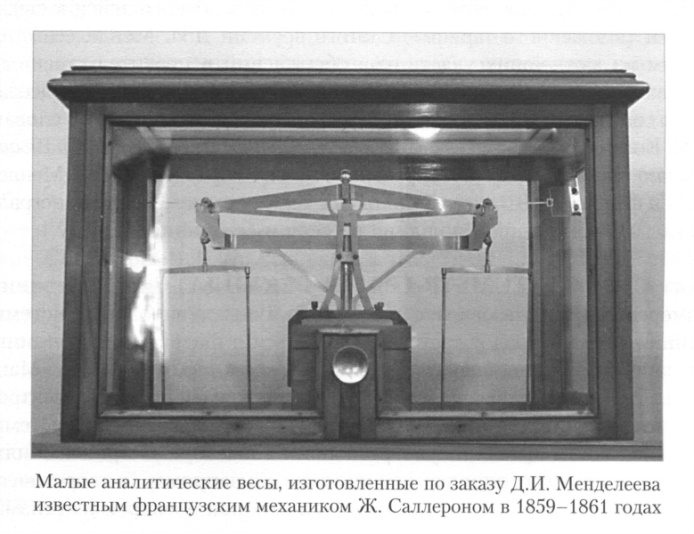 Малые аналитические весы, изготовленные по заказу Д.И. Менделеева
известным французским механиком Ж. Саллероном в 1859–1861 годах